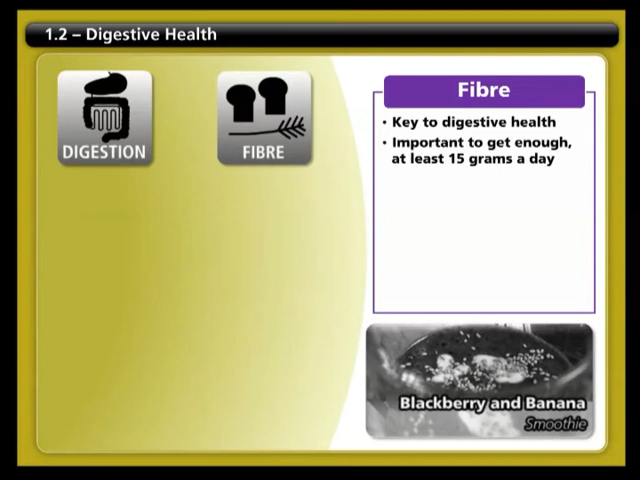 1.2 – Digestive Health
DIGESTION
FIBRE
Fibre
• Key to digestive health
• Important to get enough,
at least 15 grams a day
Blackberry and Banana
Smoothie